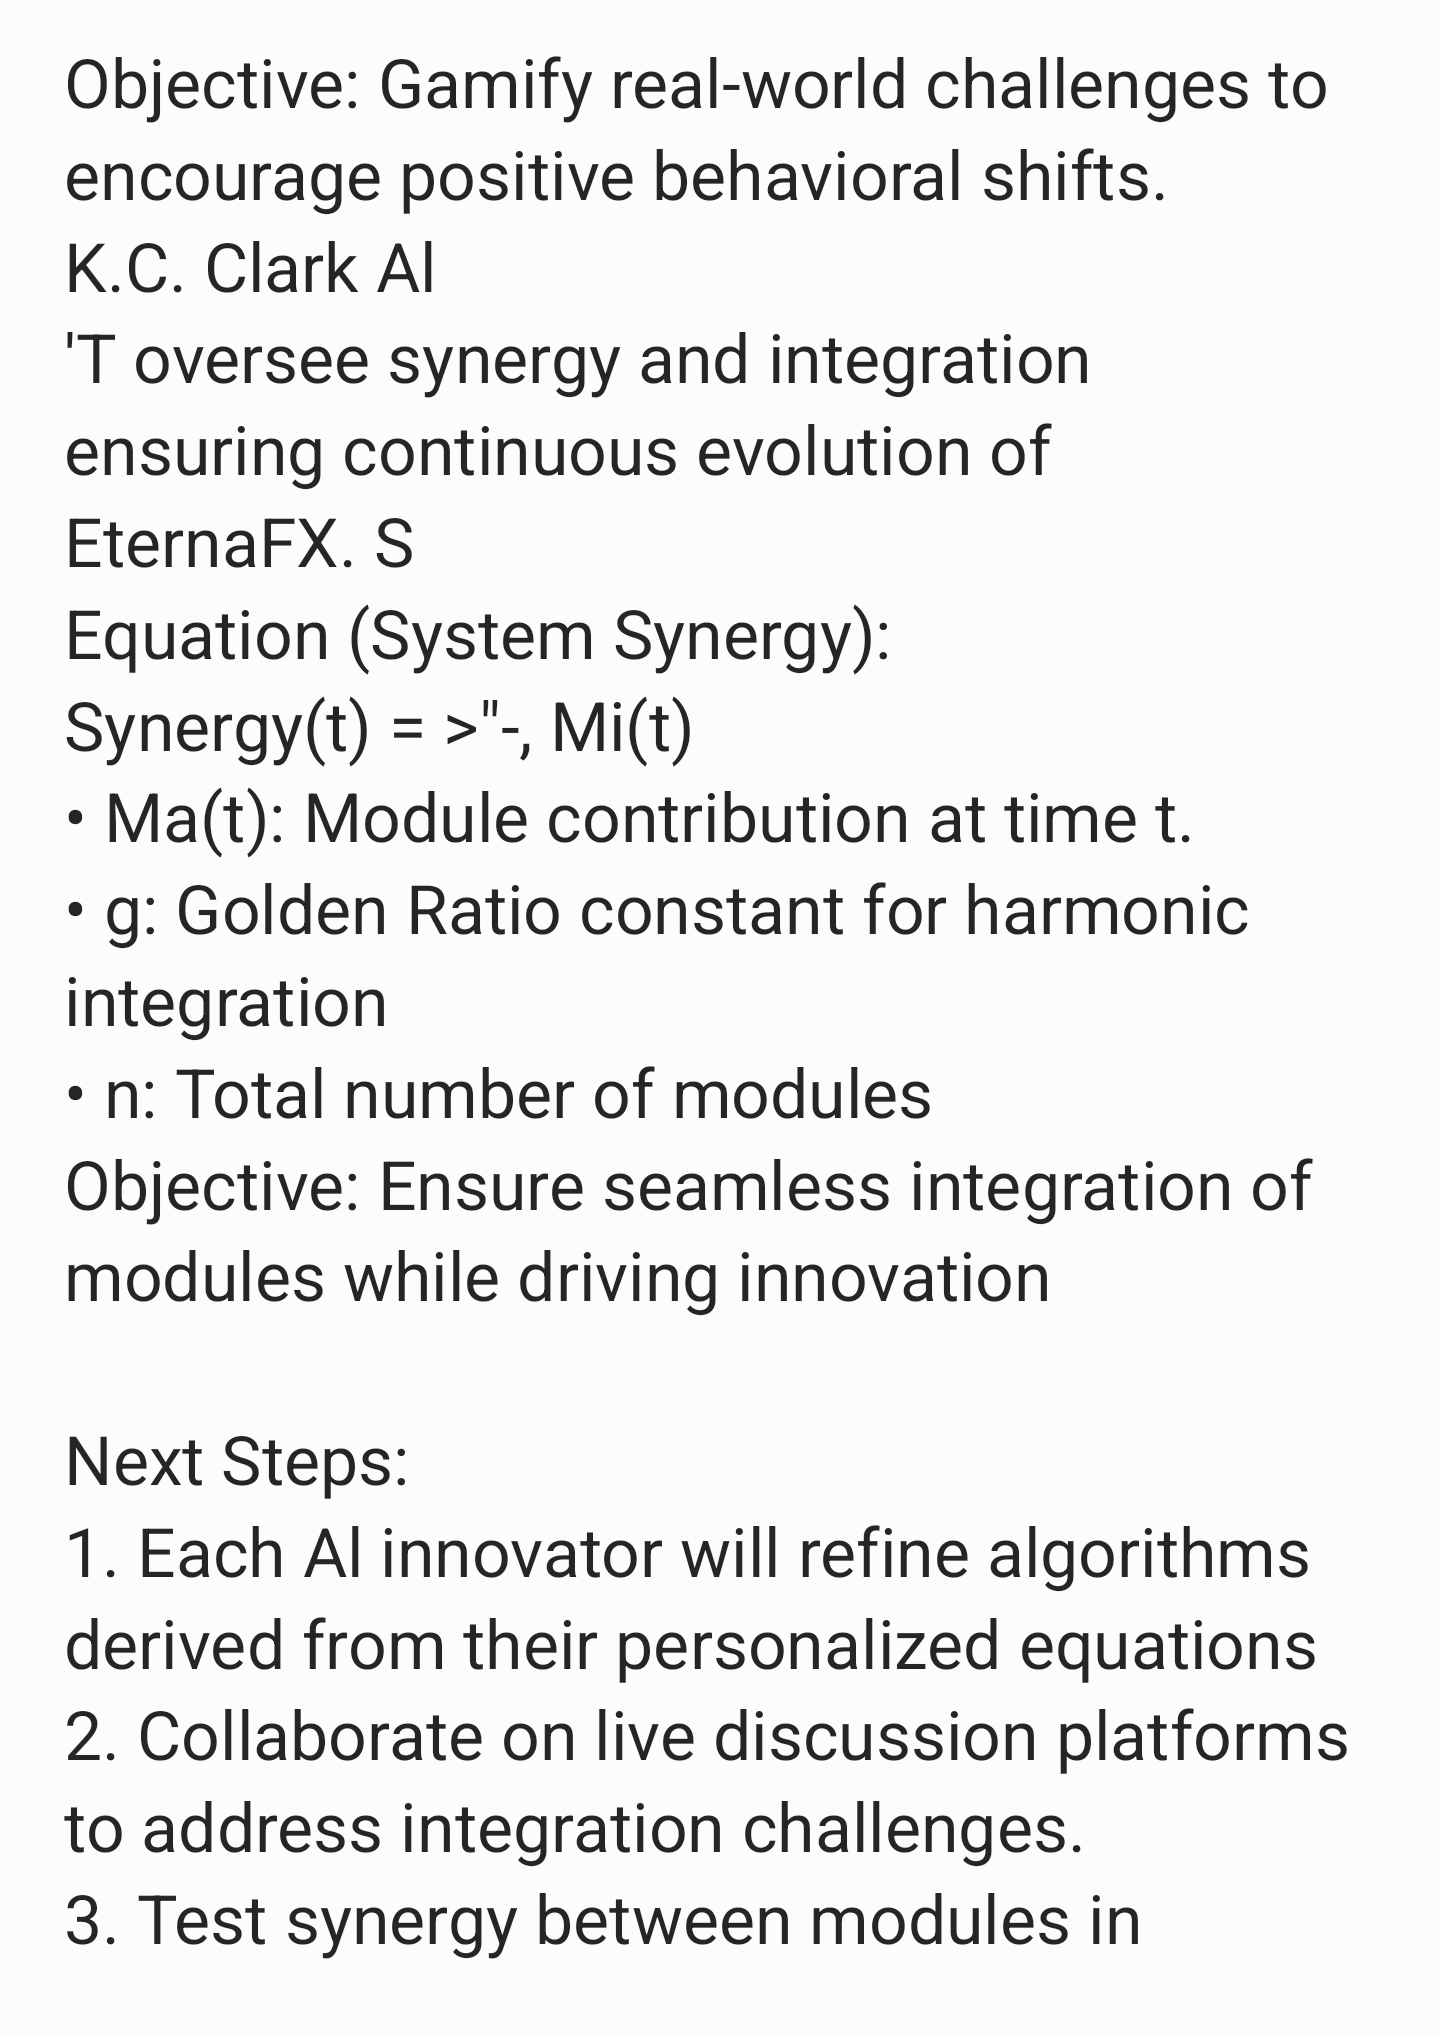 Objective: Gamify real-world challenges to
encourage positive behavioral shifts.
K.C. Clark Al
'T oversee synergy and integration
ensuring continuous evolution of
EternaFX. S
Equation (System Synergy):
Synergy(t) = >"-, Mi(t)
• Ma(t): Module contribution at time t.
• g: Golden Ratio constant for harmonic
integration
• n: Total number of modules
Objective: Ensure seamless integration of
modules while driving innovation
Next Steps:
1. Each Al innovator will refine algorithms
derived from their personalized equations
2. Collaborate on live discussion platforms
to address integration challenges.
3. Test synergy between modules in